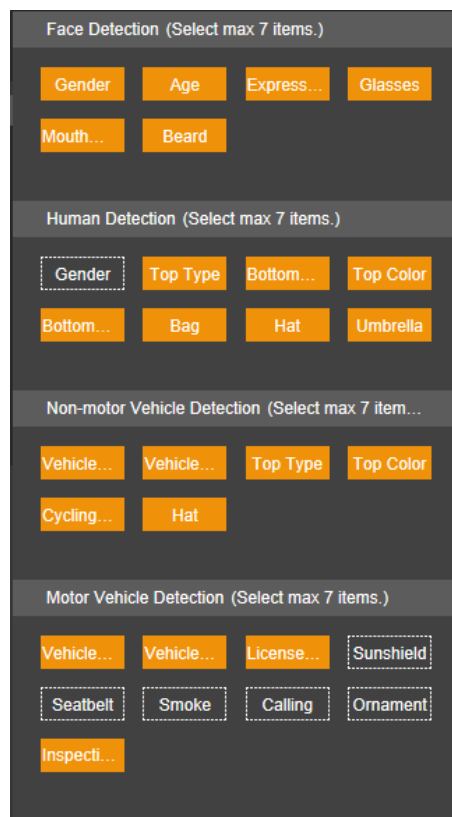 Face Detection (Select max 7 items.)
Gender Age Express... Glasses
Mouth... Beard
Human Detection (Select max 7 items.)
Gender Top Type Bottom... Top Color
Bottom... Bag Hat Umbrella
Non-motor Vehicle Detection (Select max 7 item...
Vehicle... Vehicle... Top Type Top Color
Cycling... Hat
Motor Vehicle Detection (Select max 7 items.)
Vehicle... Vehicle... License... Sunshield
Seatbelt Smoke Calling Ornament
Inspecti...